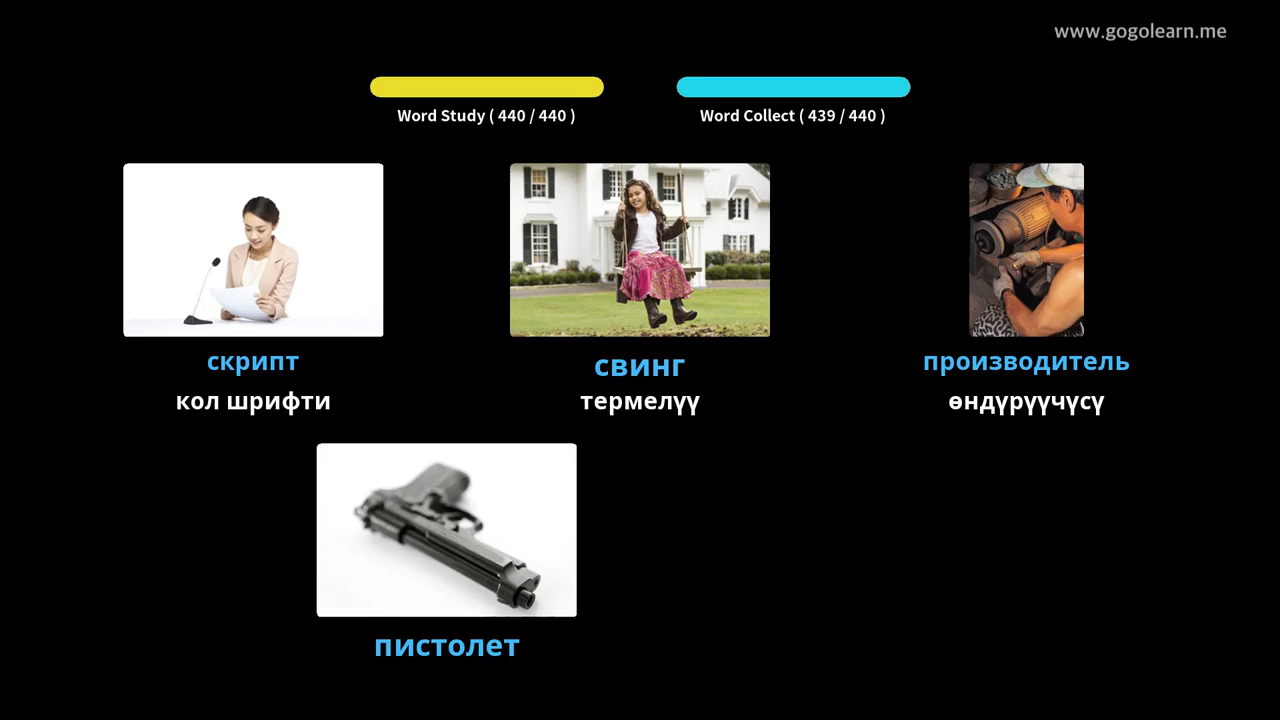 www.gogolearn.me
Word Study ( 440 / 440 )
Word Collect ( 439 / 440 )
скрипт
кол шрифти
свинг
термелүү
производитель
өндүрүүчүсү
пистолет